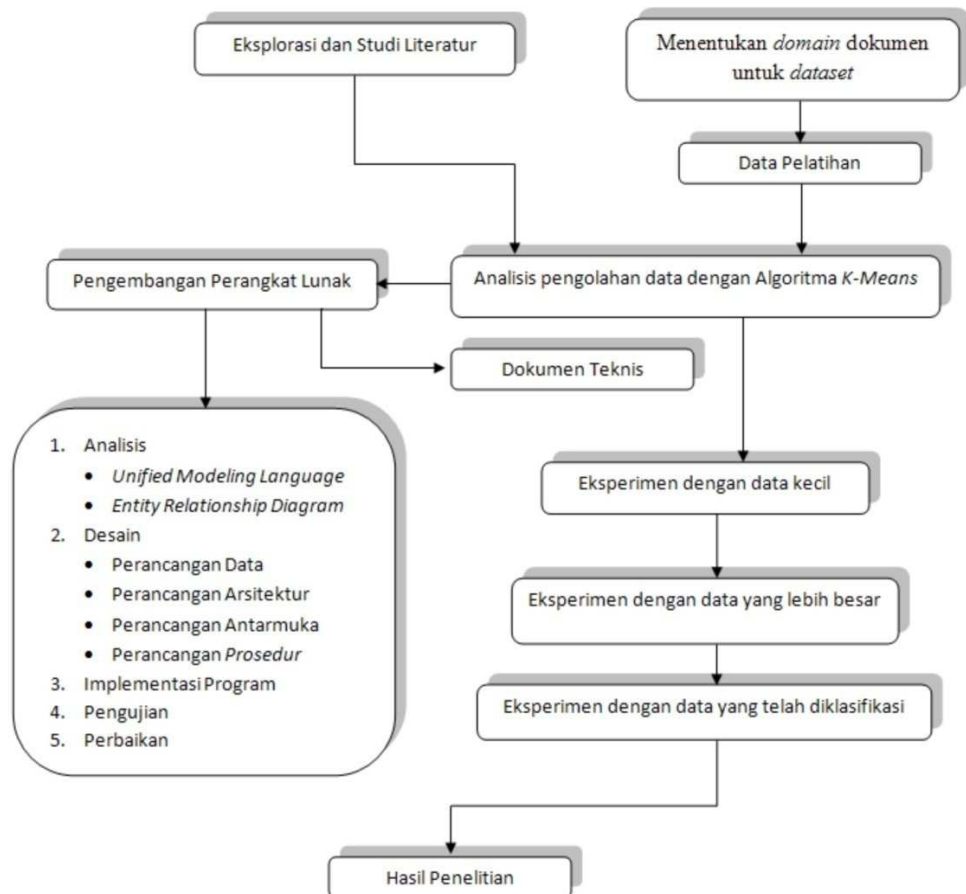 Eksplorasi dan Studi Literatur
Menentukan domain dokumen
untuk dataset
Data Pelatihan
Pengembangan Perangkat Lunak
Analisis pengolahan data dengan Algoritma K-Means
Dokumen Teknis
1. Analisis
• Unified Modeling Language
• Entity Relationship Diagram
2. Desain
• Perancangan Data
• Perancangan Arsitektur
• Perancangan Antarmuka
• Perancangan Prosedur
3. Implementasi Program
4. Pengujian
5. Perbaikan
Eksperimen dengan data kecil
Eksperimen dengan data yang lebih besar
Eksperimen dengan data yang telah diklasifikasi
Hasil Penelitian